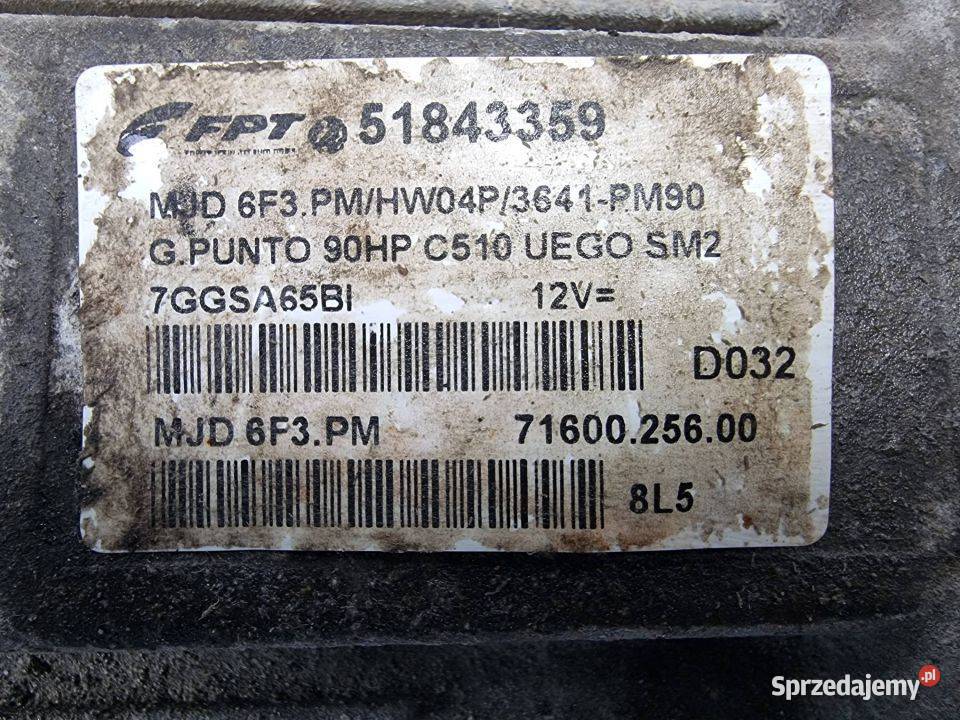 FPT 51843359
MJD 6F3.PM/HW04P/3641-PM90
G.PUNTO 90HP C510 UEGO SM2
7GGSA65BI 12V=
D032
MJD 6F3.PM 71600.256.00
8L5
Sprzedajemy.pl